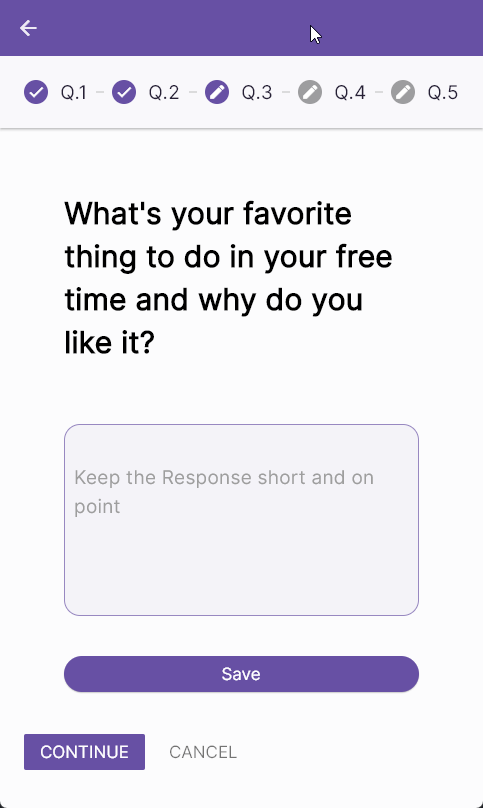 Q.1 Q.2 Q.3 Q.4 Q.5
What's your favorite
thing to do in your free
time and why do you
like it?
Keep the Response short and on
point
Save
CONTINUE CANCEL